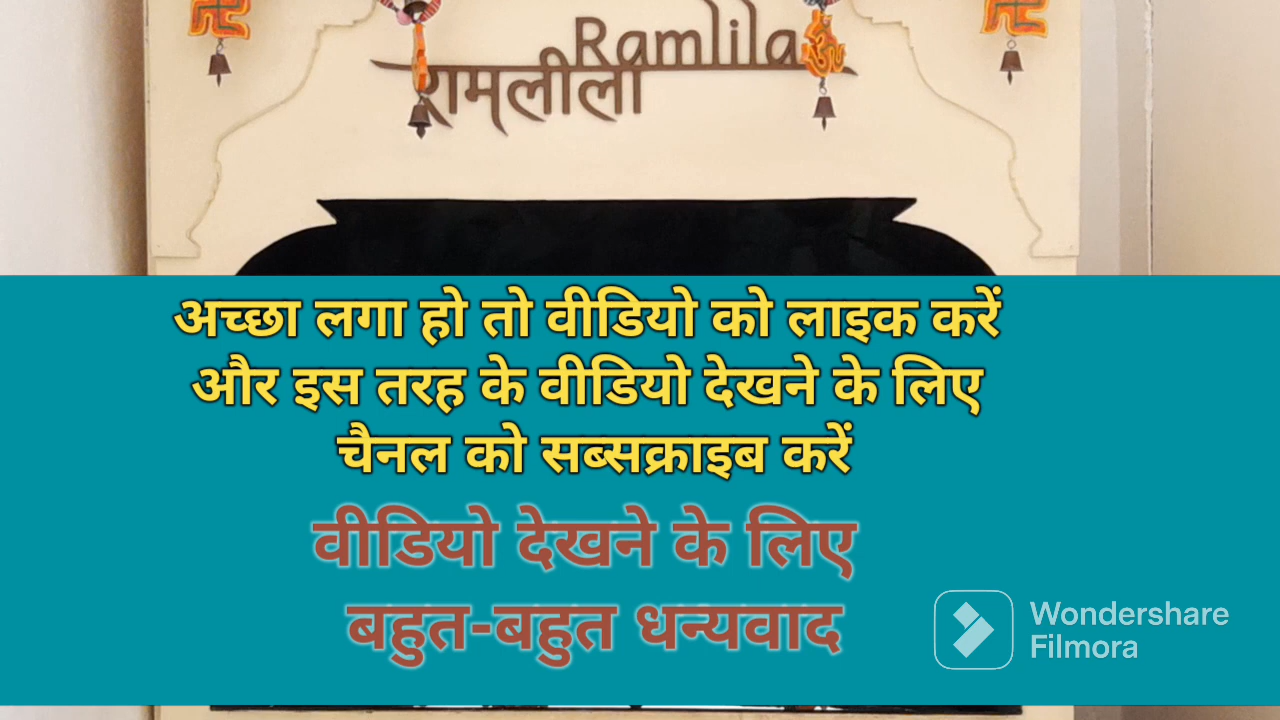 Ramlila
रामलीला
अच्छा लगा हो तो वीडियो को लाइक करें
और इस तरह के वीडियो देखने के लिए
चैनल को सब्सक्राइब करें
वीडियो देखने के लिए
बहुत-बहुत धन्यवाद
Wondershare
Filmora